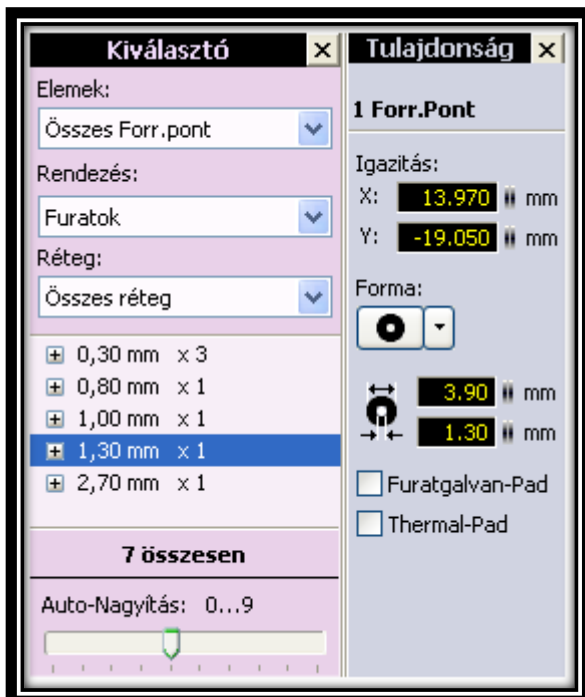 Kiválasztó
Elemek:
Összes Forr.pont
Rendezés:
Furatok
Réteg:
Összes réteg
0,30 mm x 3
0,80 mm x 1
1,00 mm x 1
1,30 mm x 1
2,70 mm x 1
7 összesen
Auto-Nagyítás: 0...9
Tulajdonság
1 Forr.Pont
Igazitás:
X: 13.970 mm
Y: -19.050 mm
Forma:
3.90 mm
1.30 mm
Furatgalvan-Pad
Thermal-Pad